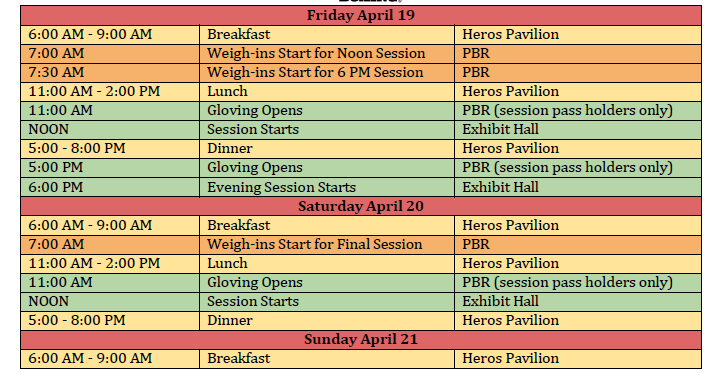 Friday April 19
6:00 AM - 9:00 AM Breakfast Heros Pavilion
7:00 AM Weigh-ins Start for Noon Session PBR
7:30 AM Weigh-ins Start for 6 PM Session PBR
11:00 AM - 2:00 PM Lunch Heros Pavilion
11:00 AM Gloving Opens PBR (session pass holders only)
NOON Session Starts Exhibit Hall
5:00 - 8:00 PM Dinner Heros Pavilion
5:00 PM Gloving Opens PBR (session pass holders only)
6:00 PM Evening Session Starts Exhibit Hall
Saturday April 20
6:00 AM - 9:00 AM Breakfast Heros Pavilion
7:00 AM Weigh-ins Start for Final Session PBR
11:00 AM - 2:00 PM Lunch Heros Pavilion
11:00 AM Gloving Opens PBR (session pass holders only)
NOON Session Starts Exhibit Hall
5:00 - 8:00 PM Dinner Heros Pavilion
Sunday April 21
6:00 AM - 9:00 AM Breakfast Heros Pavilion